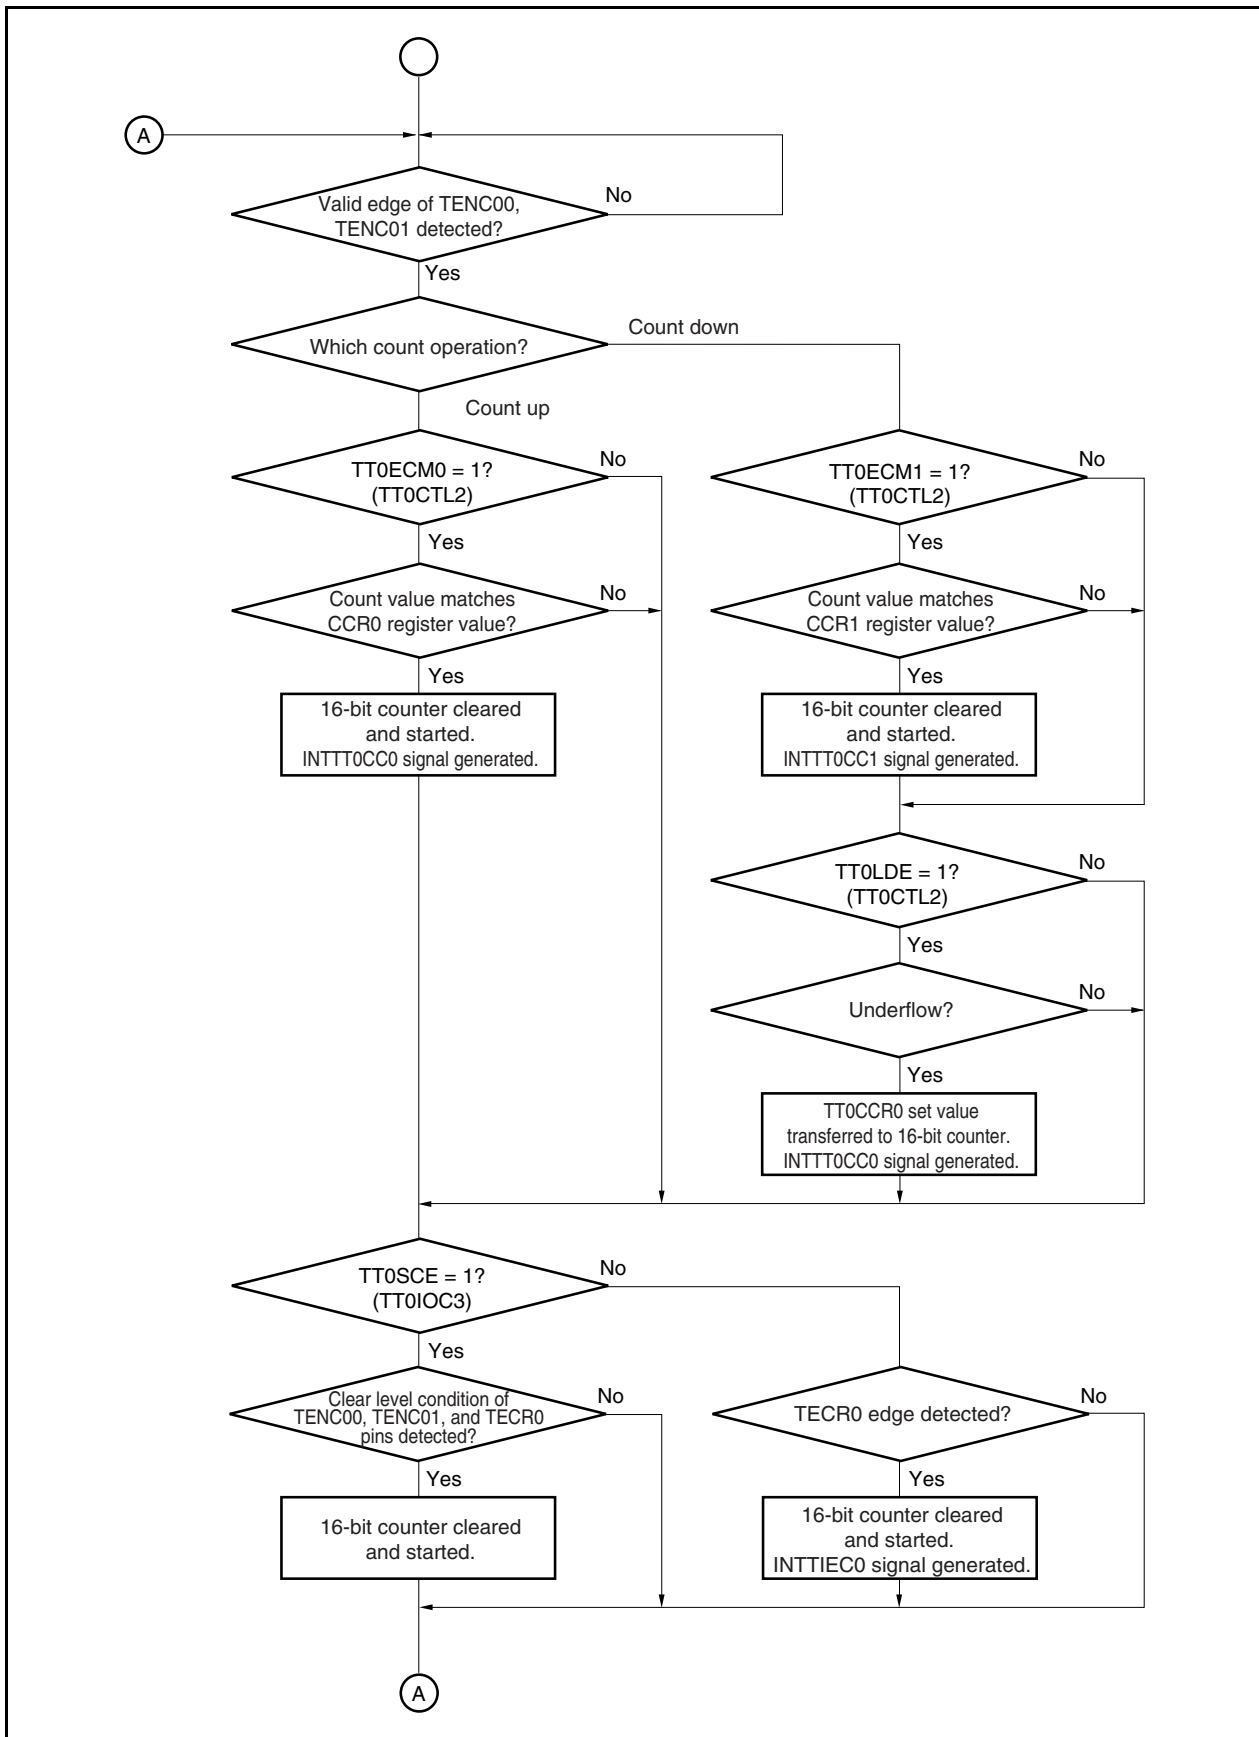 A
Valid edge of TENC00,
TENC01 detected?
No
Yes
Which count operation?
Count down
Count up
TT0ECM0 = 1?
(TT0CTL2)
No
TT0ECM1 = 1?
(TT0CTL2)
No
Yes
Yes
Count value matches
CCR0 register value?
No
Count value matches
CCR1 register value?
No
Yes
Yes
16-bit counter cleared
and started.
INTTT0CC0 signal generated.
16-bit counter cleared
and started.
INTTT0CC1 signal generated.
TT0LDE = 1?
(TT0CTL2)
No
Yes
Underflow?
No
Yes
TT0CCR0 set value
transferred to 16-bit counter.
INTTT0CC0 signal generated.
TT0SCE = 1?
(TT0IOC3)
No
Yes
Clear level condition of
TENC00, TENC01, and TECR0
pins detected?
No
TECR0 edge detected?
No
Yes
Yes
16-bit counter cleared
and started.
16-bit counter cleared
and started.
INTTIEC0 signal generated.
A